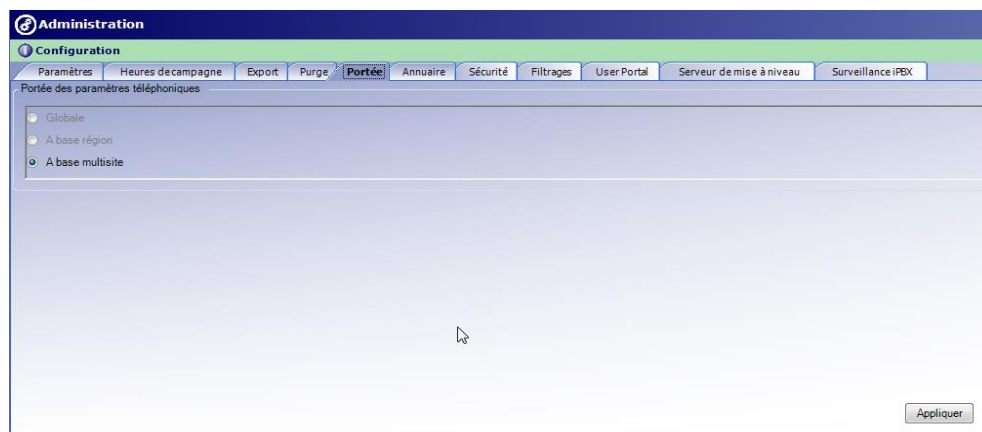 Administration
Configuration
Paramètres Heures de campagne Export Purge Portée Annuaire Sécurité Filtrages User Portal Serveur de mise à niveau Surveillance iPBX
Portée des paramètres téléphoniques
Globale
A base région
A base multisite
Appliquer